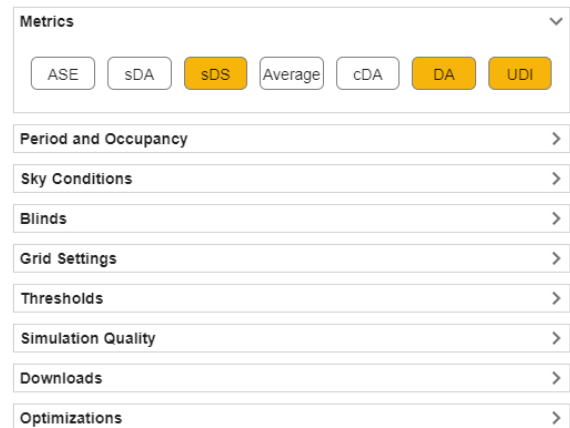 Metrics
ASE sDA sDS Average cDA DA UDI
Period and Occupancy
Sky Conditions
Blinds
Grid Settings
Thresholds
Simulation Quality
Downloads
Optimizations